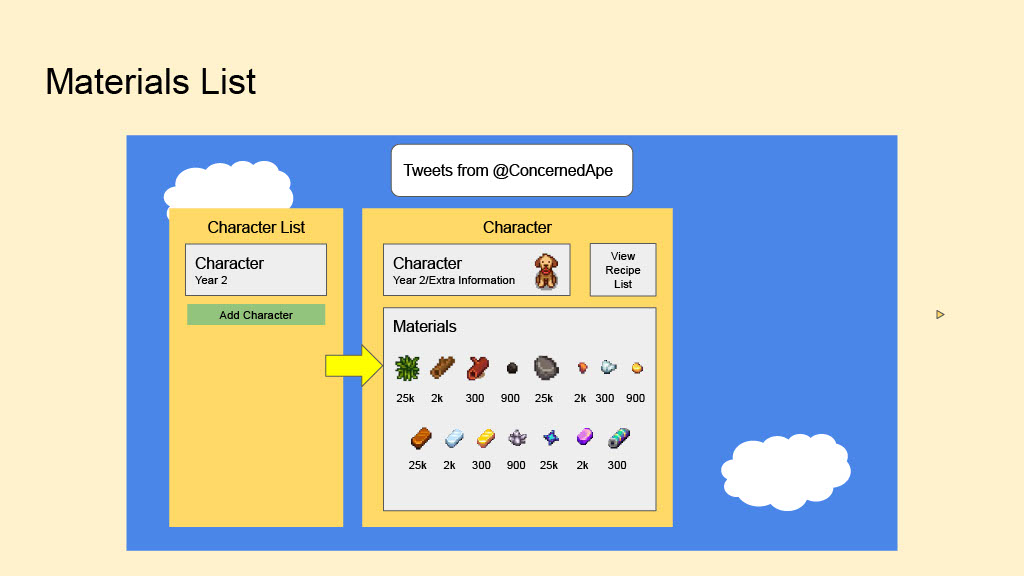 Materials List
Tweets from @ConcernedApe
Character List
Character
Year 2
Add Character
Character
Character
Year 2/Extra Information
View
Recipe
List
Materials
25k 2k 300 900 25k 2k 300 900
25k 2k 300 900 25k 2k 300